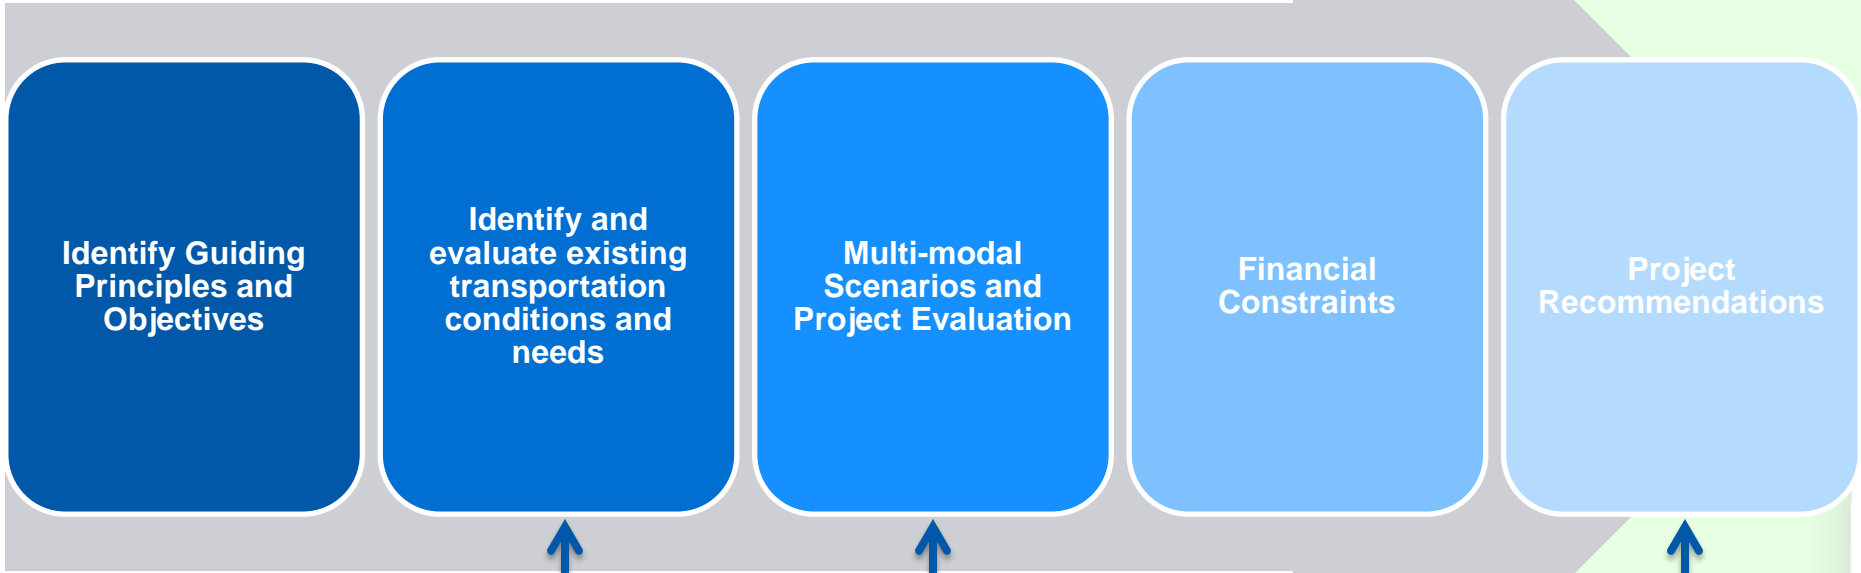 Identify Guiding
Principles and
Objectives
Identify and
evaluate existing
transportation
conditions and
needs
Multi-modal
Scenarios and
Project Evaluation
Financial
Constraints
Project
Recommendations